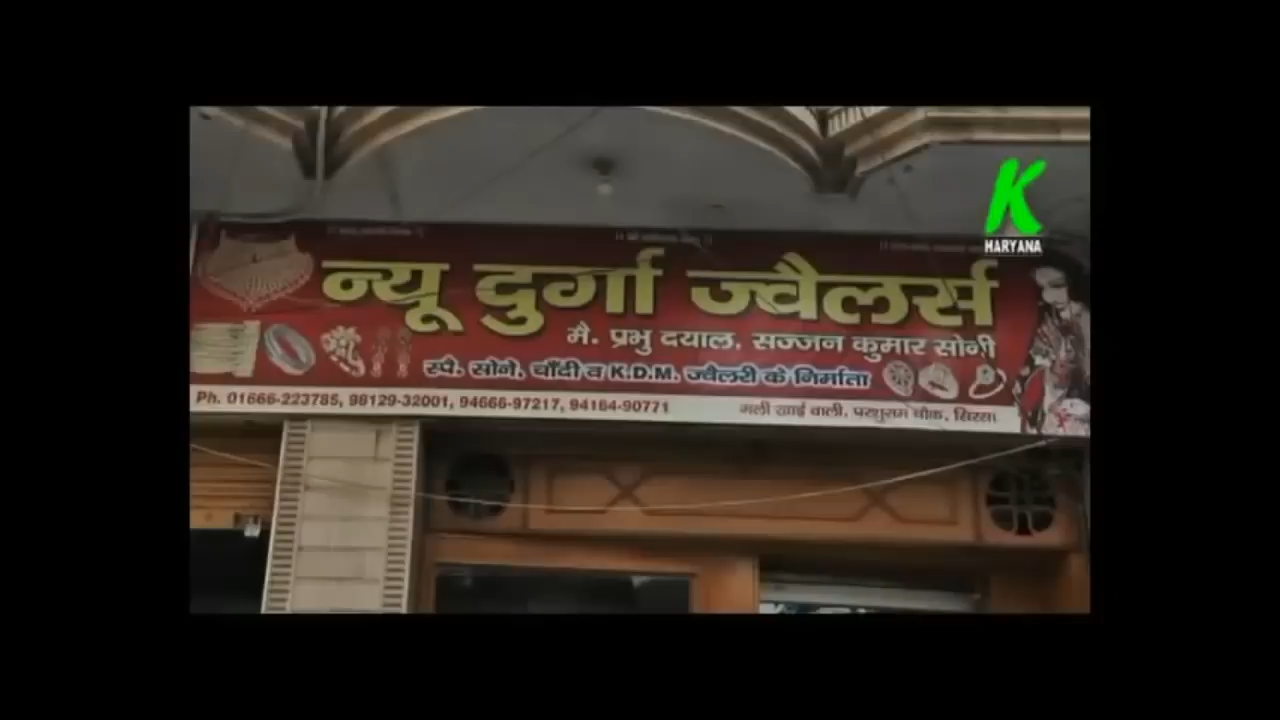 K
HARYANA
न्यू दुर्गा ज्वैलर्स
मै. प्रभु दयाल, सज्जन कुमार सोनी
स्पै. सोने, चाँदी व K.D.M. ज्वैलरी के निर्माता
Ph. 01666-223785, 98129-32001, 94666-97217, 94164-90771
गली खाई वाली, परशुराम चौक, सिरसा